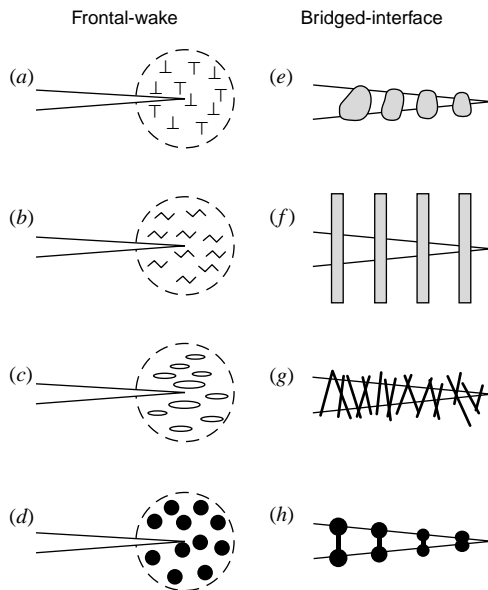 Frontal-wake Bridged-interface
(a) (e)
(b) (f)
(c) (g)
(d) (h)